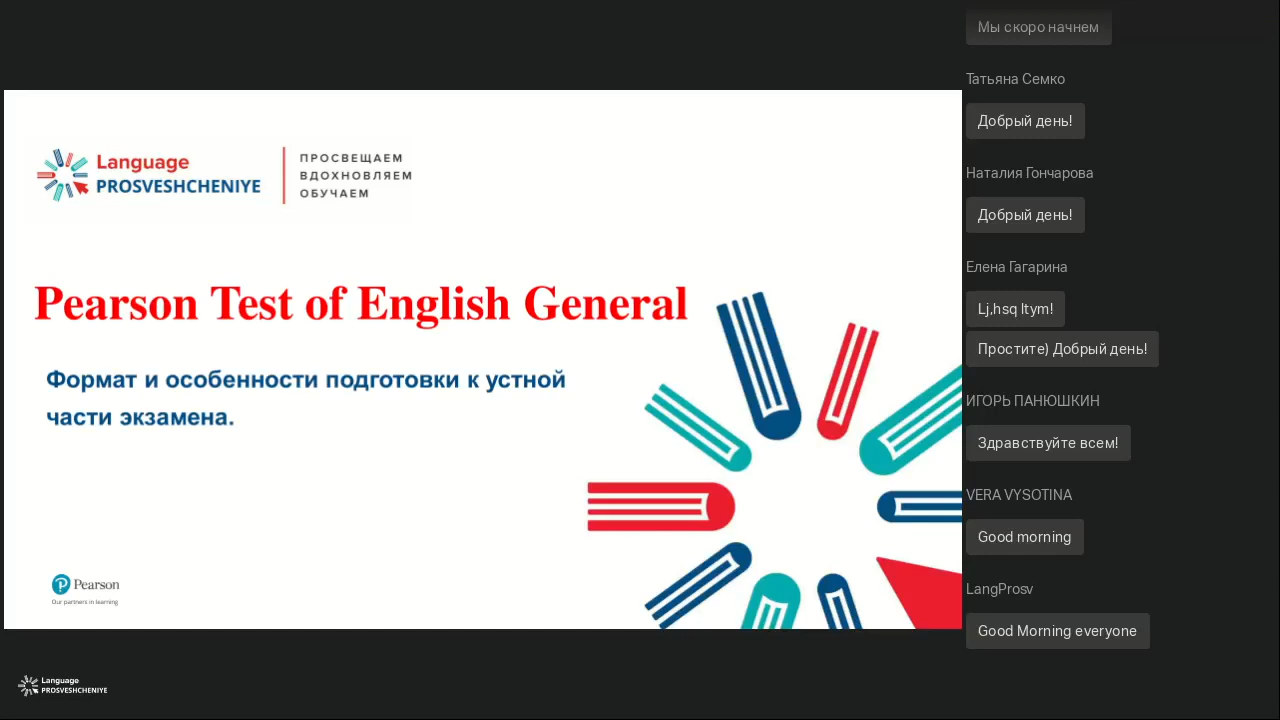 Language
PROSVESHCHENIYE
ПРОСВЕЩАЕМ
ВДОХНОВЛЯЕМ
ОБУЧАЕМ
Pearson Test of English General
Формат и особенности подготовки к устной
части экзамена.
Pearson
Our partners in learning
Language
PROSVESHCHENIYE
Мы скоро начнем
Татьяна Семко
Добрый день!
Наталия Гончарова
Добрый день!
Елена Гагарина
Lj,hsq ltym!
Простите) Добрый день!
ИГОРЬ ПАНЮШКИН
Здравствуйте всем!
VERA VYSOTINA
Good morning
LangProsv
Good Morning everyone